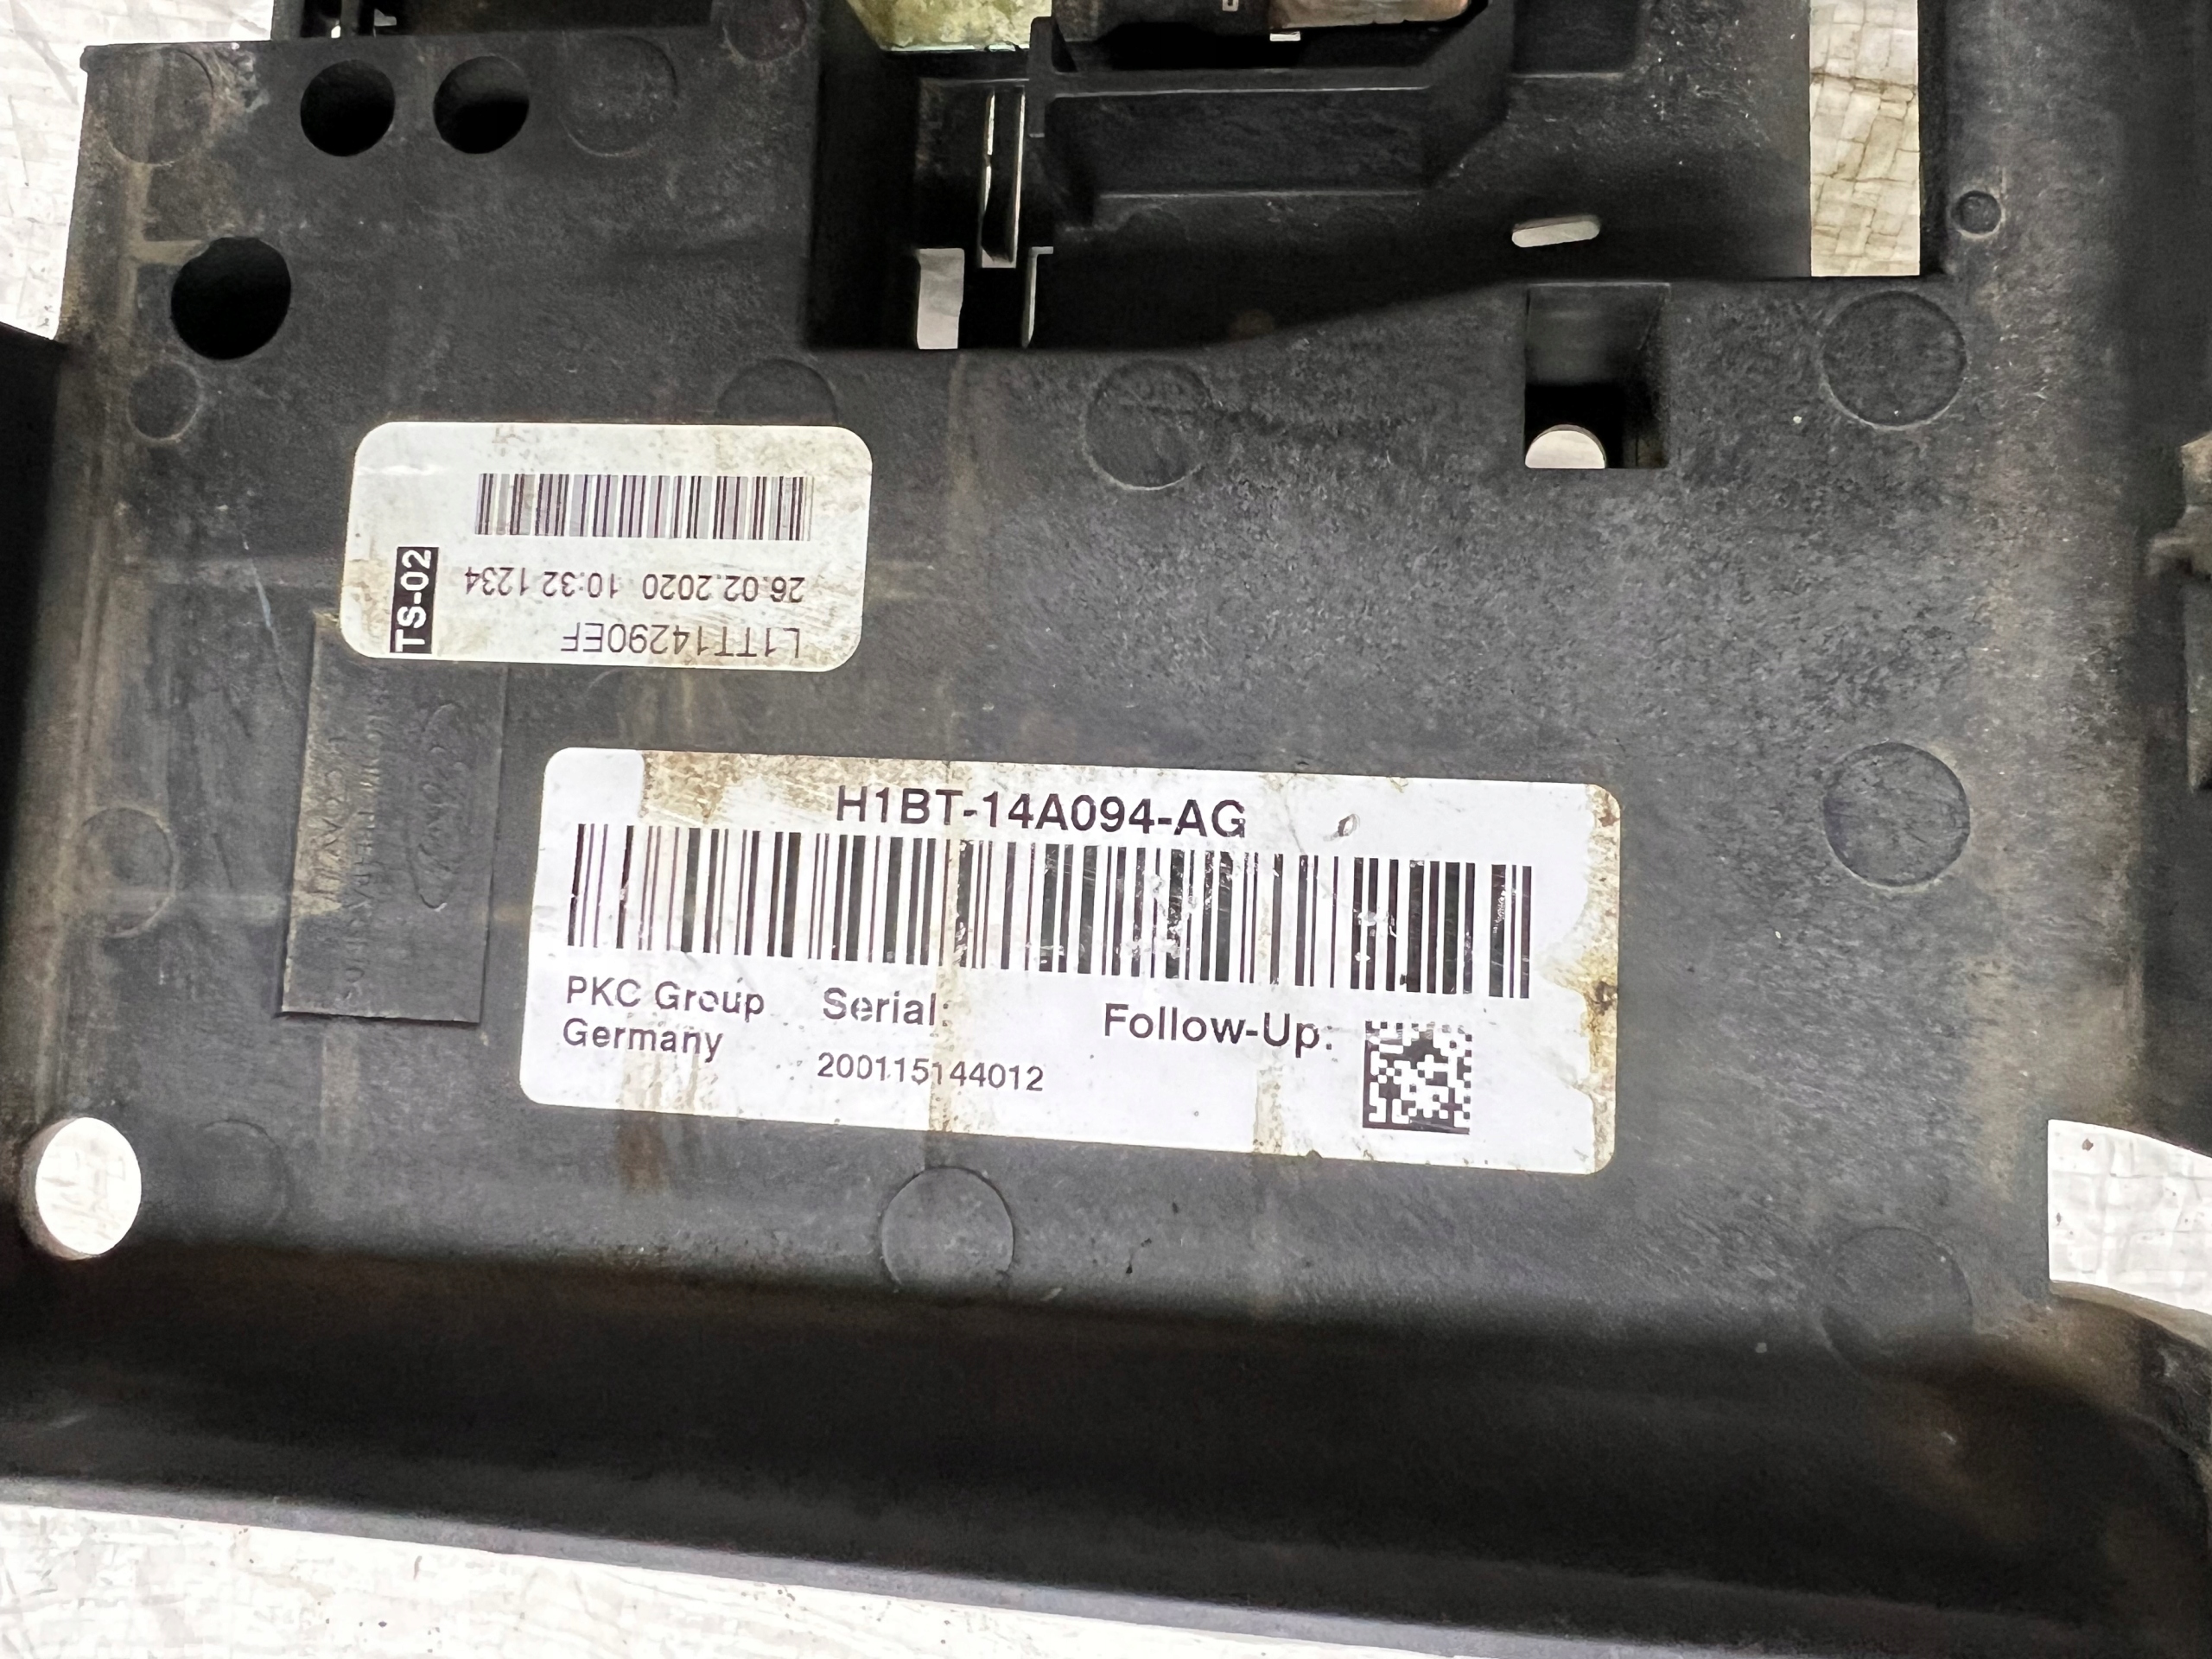 TS-02
26.02.2020 10:32 1234
L1TT14290EF
H1BT-14A094-AG
PKC Group
Germany
Serial:
200115144012
Follow-Up: